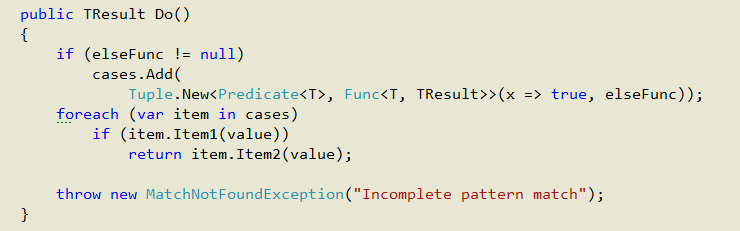 public TResult Do()
{
    if (elseFunc != null)
        cases.Add(
            Tuple.New<Predicate<T>, Func<T, TResult>>(x => true, elseFunc));
    foreach (var item in cases)
        if (item.Item1(value))
            return item.Item2(value);

    throw new MatchNotFoundException("Incomplete pattern match");
}